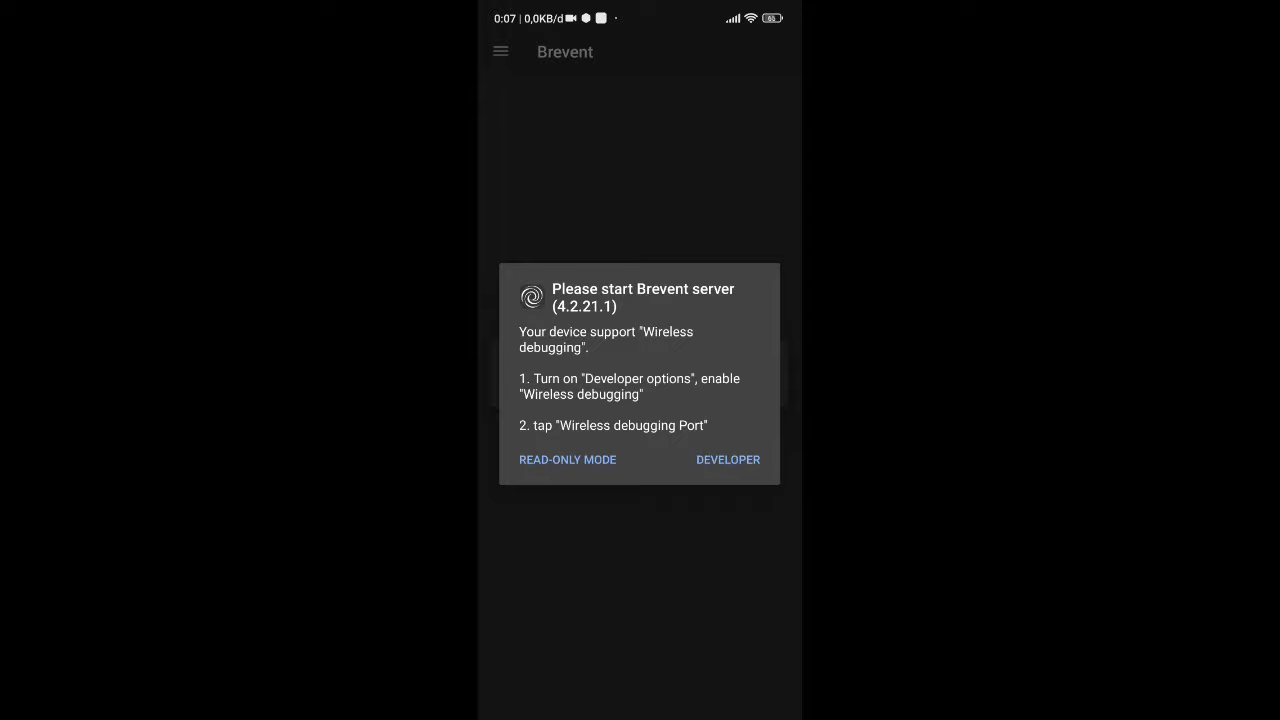 0:07 | 0,0KB/d
65
Brevent
Please start Brevent server
(4.2.21.1)
Your device support "Wireless
debugging".
1. Turn on "Developer options", enable
"Wireless debugging"
2. tap "Wireless debugging Port"
READ-ONLY MODE
DEVELOPER